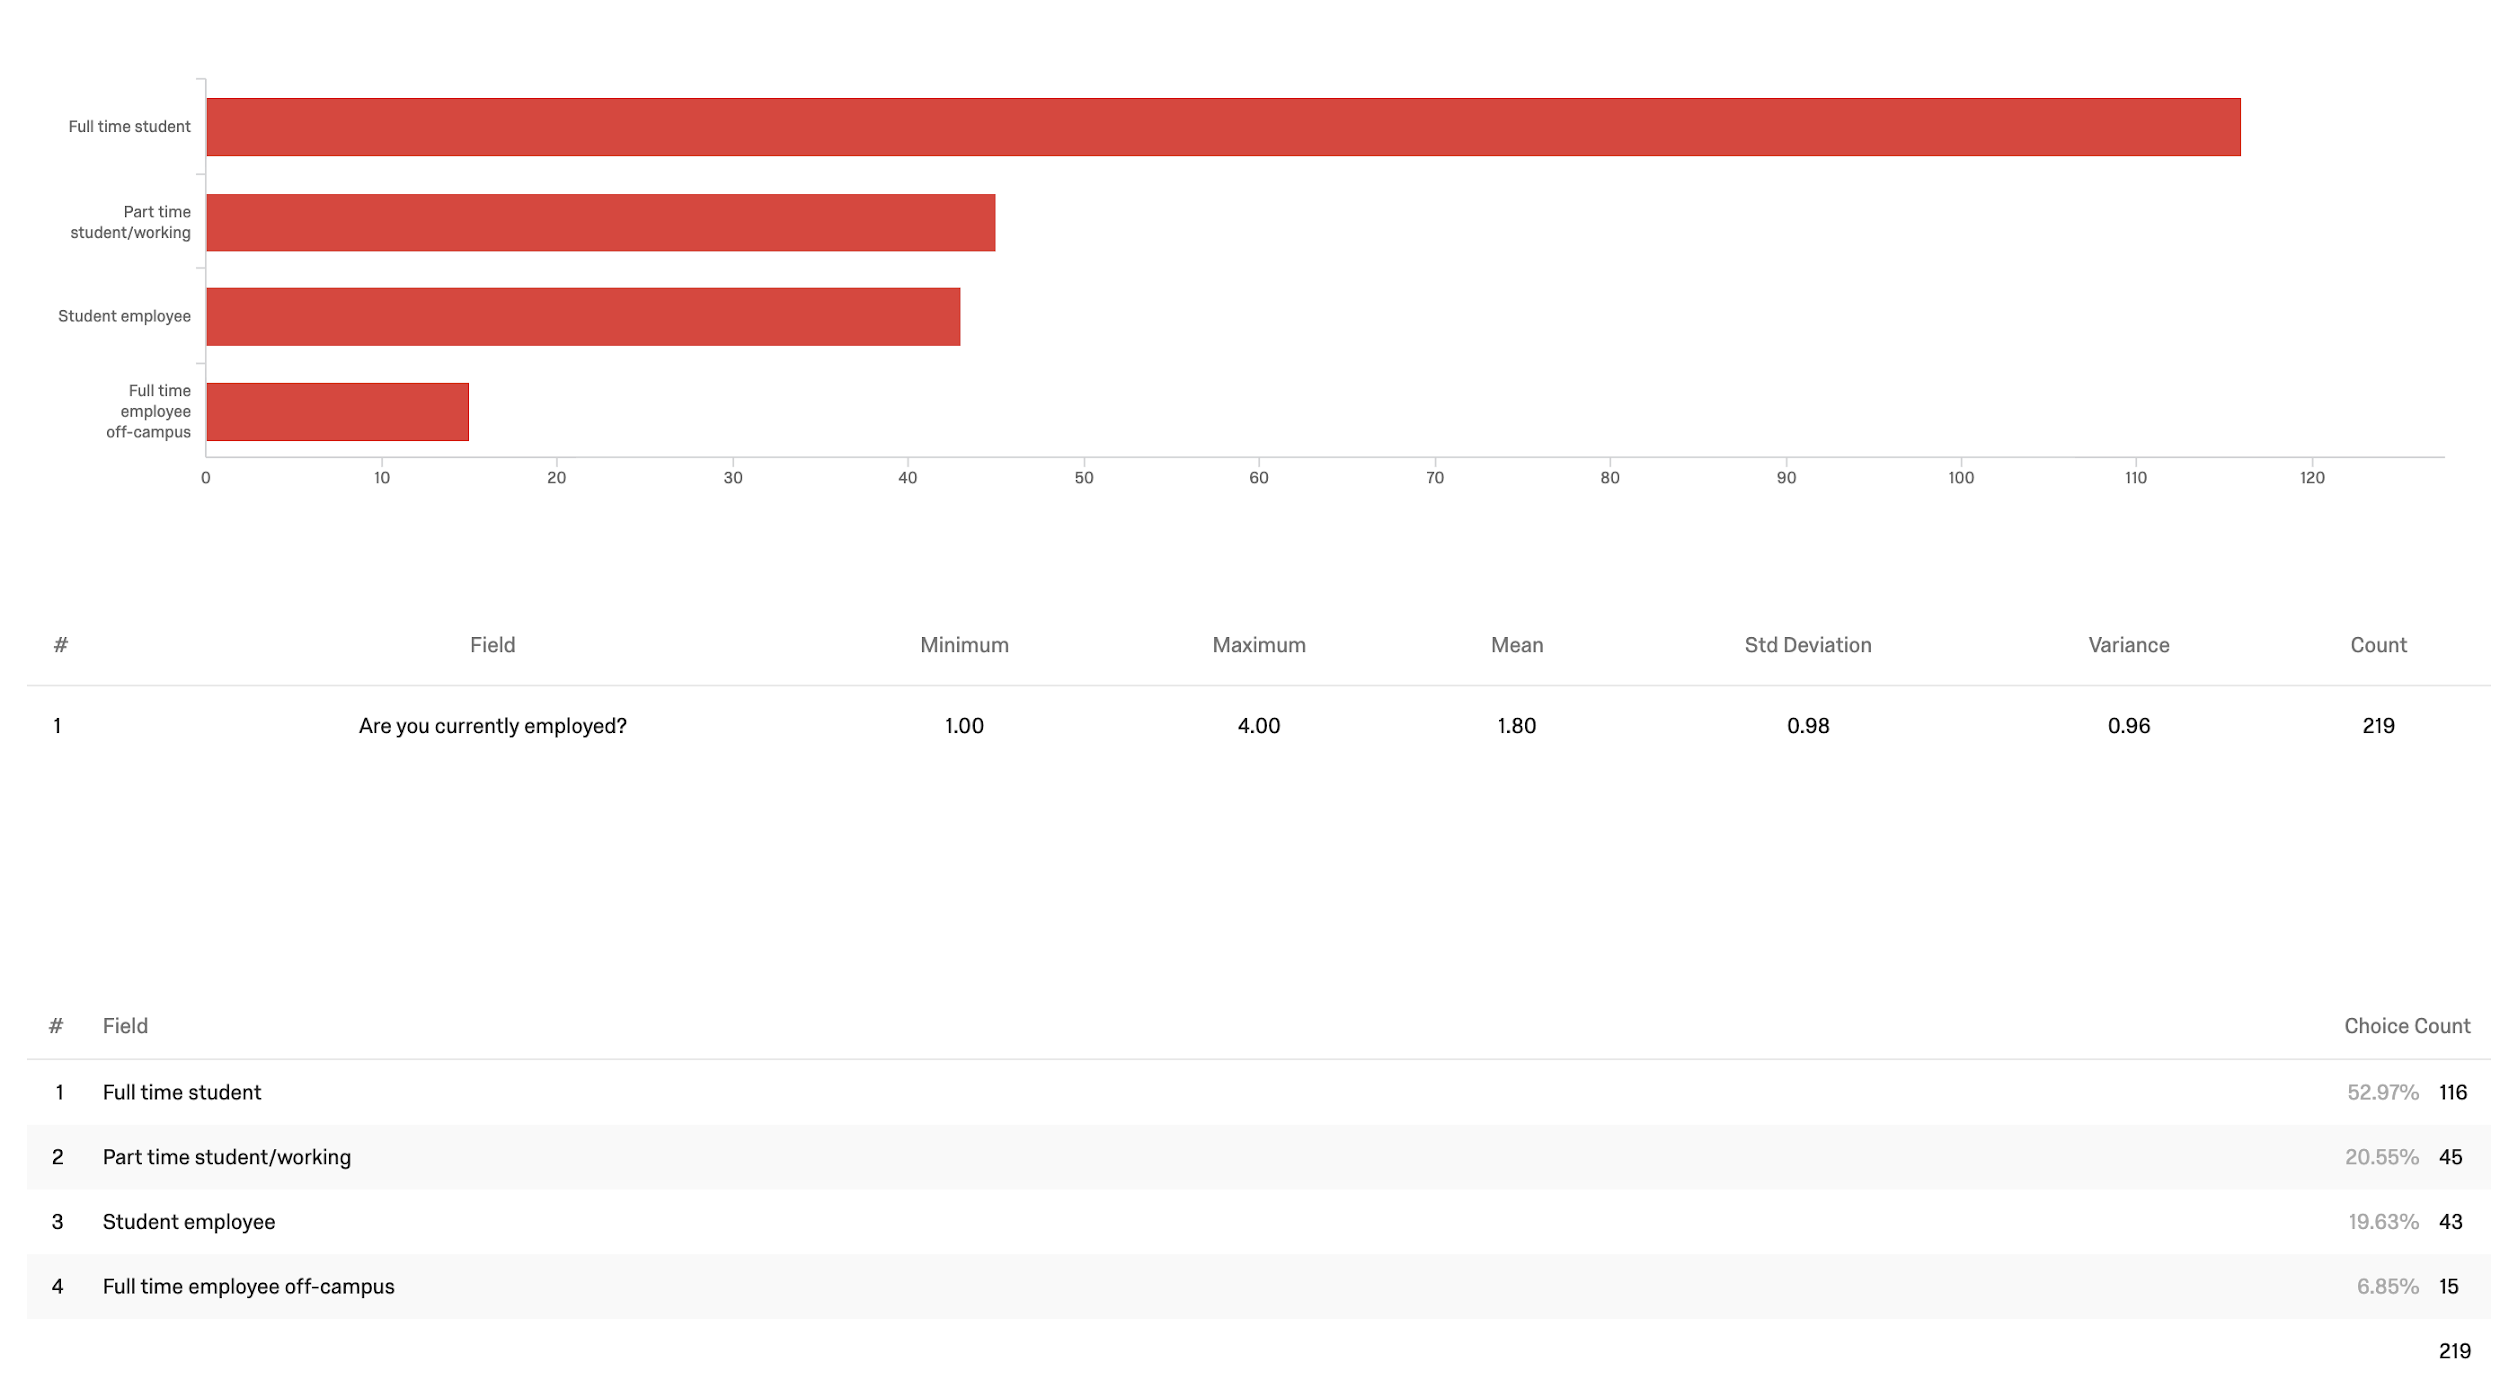 Full time student
Part time
student/working
Student employee
Full time
employee
off-campus
0 10 20 30 40 50 60 70 80 90 100 110 120
# Field Minimum Maximum Mean Std Deviation Variance Count
1 Are you currently employed? 1.00 4.00 1.80 0.98 0.96 219
# Field Choice Count
1 Full time student 52.97% 116
2 Part time student/working 20.55% 45
3 Student employee 19.63% 43
4 Full time employee off-campus 6.85% 15
219